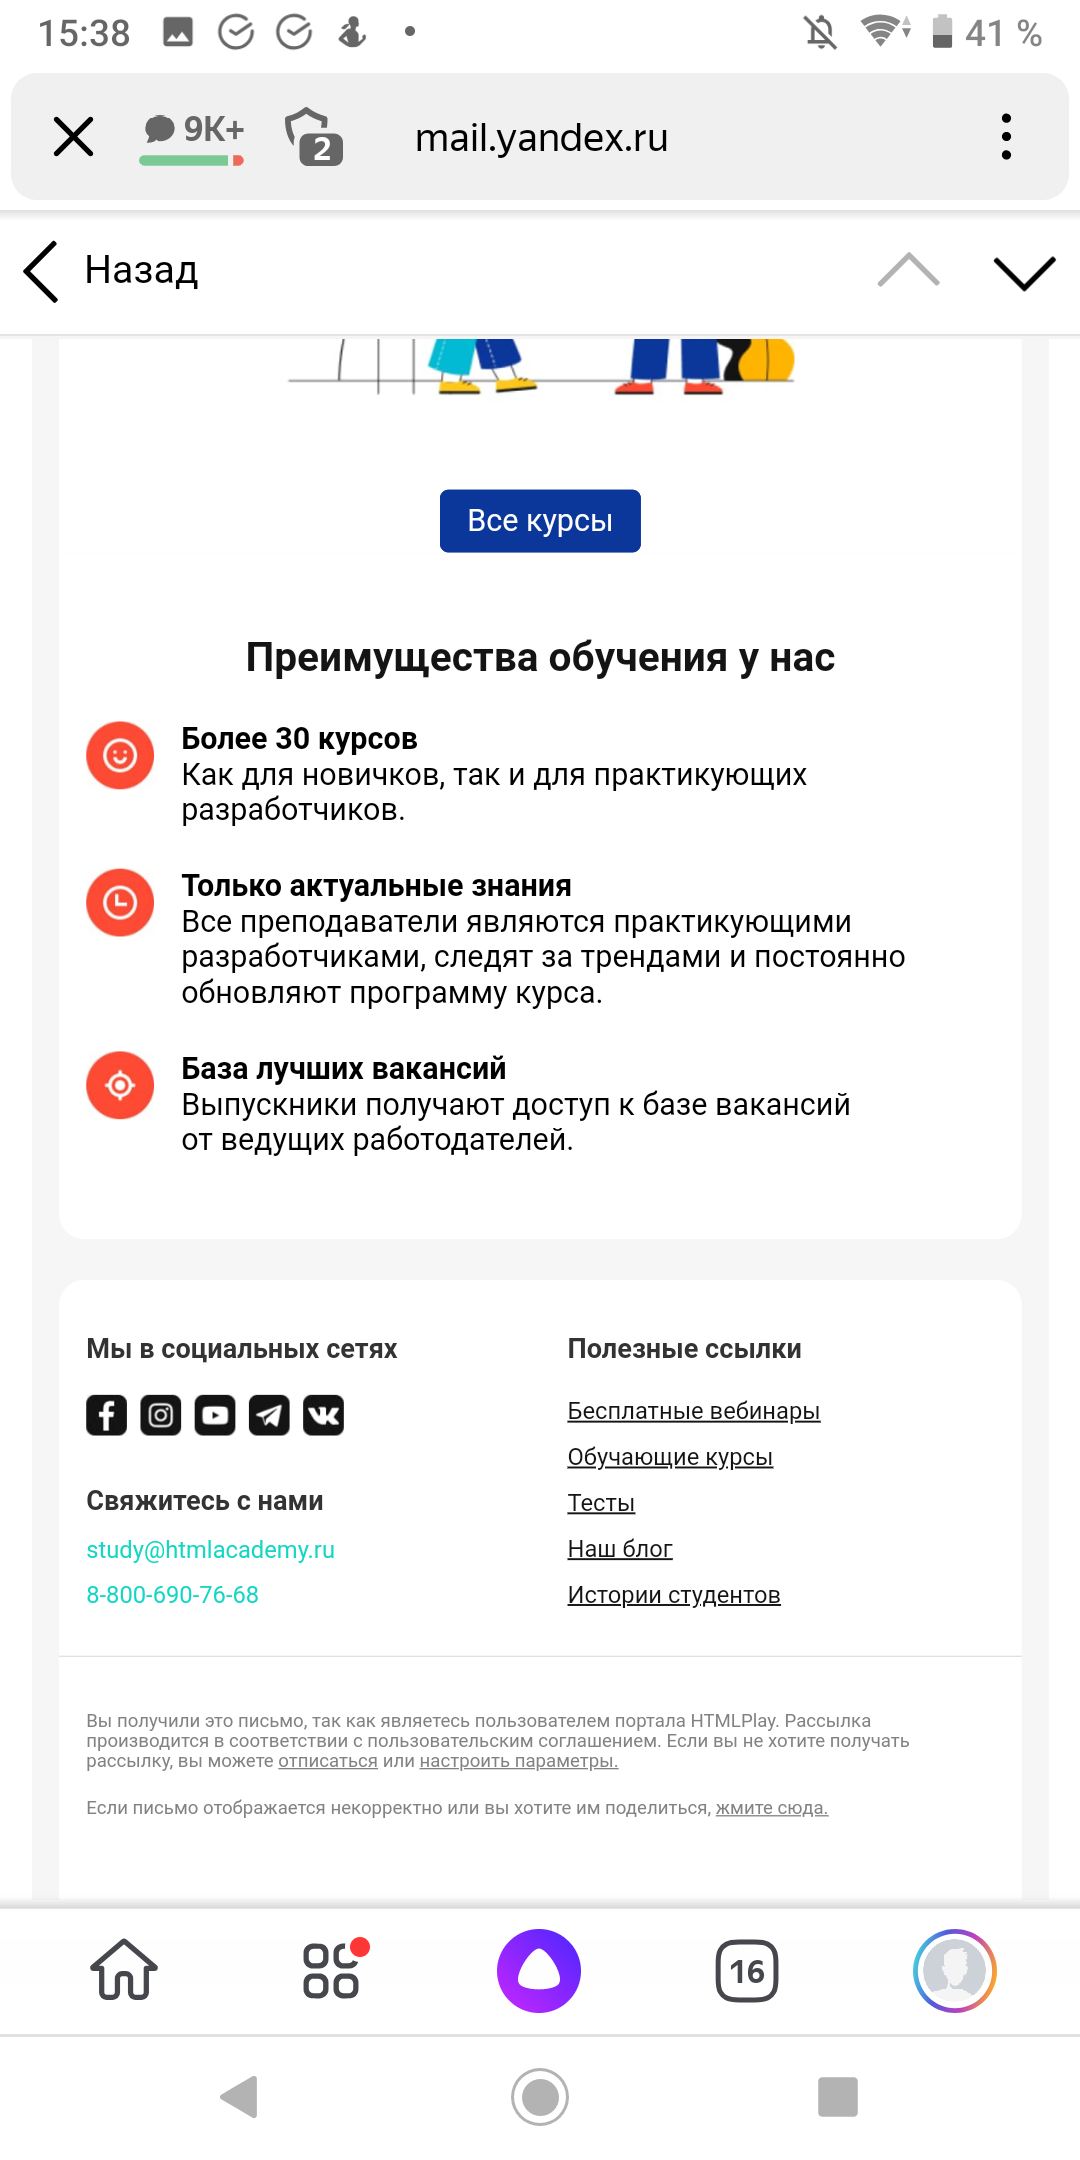 15:38
41 %
9K+
2
mail.yandex.ru
Назад
Все курсы
Преимущества обучения у нас
Более 30 курсов
Как для новичков, так и для практикующих
разработчиков.
Только актуальные знания
Все преподаватели являются практикующими
разработчиками, следят за трендами и постоянно
обновляют программу курса.
База лучших вакансий
Выпускники получают доступ к базе вакансий
от ведущих работодателей.
Мы в социальных сетях
Свяжитесь с нами
study@htmlacademy.ru
8-800-690-76-68
Полезные ссылки
Бесплатные вебинары
Обучающие курсы
Тесты
Наш блог
Истории студентов
Вы получили это письмо, так как являетесь пользователем портала HTMLPlay. Рассылка
производится в соответствии с пользовательским соглашением. Если вы не хотите получать
рассылку, вы можете отписаться или настроить параметры.
Если письмо отображается некорректно или вы хотите им поделиться, жмите сюда.
16